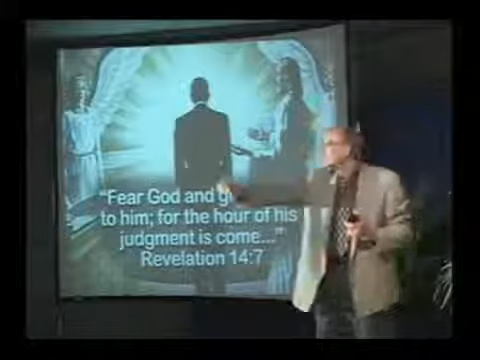 “Fear God and
to him; for the hour of his
judgment is come...”
Revelation 14:7